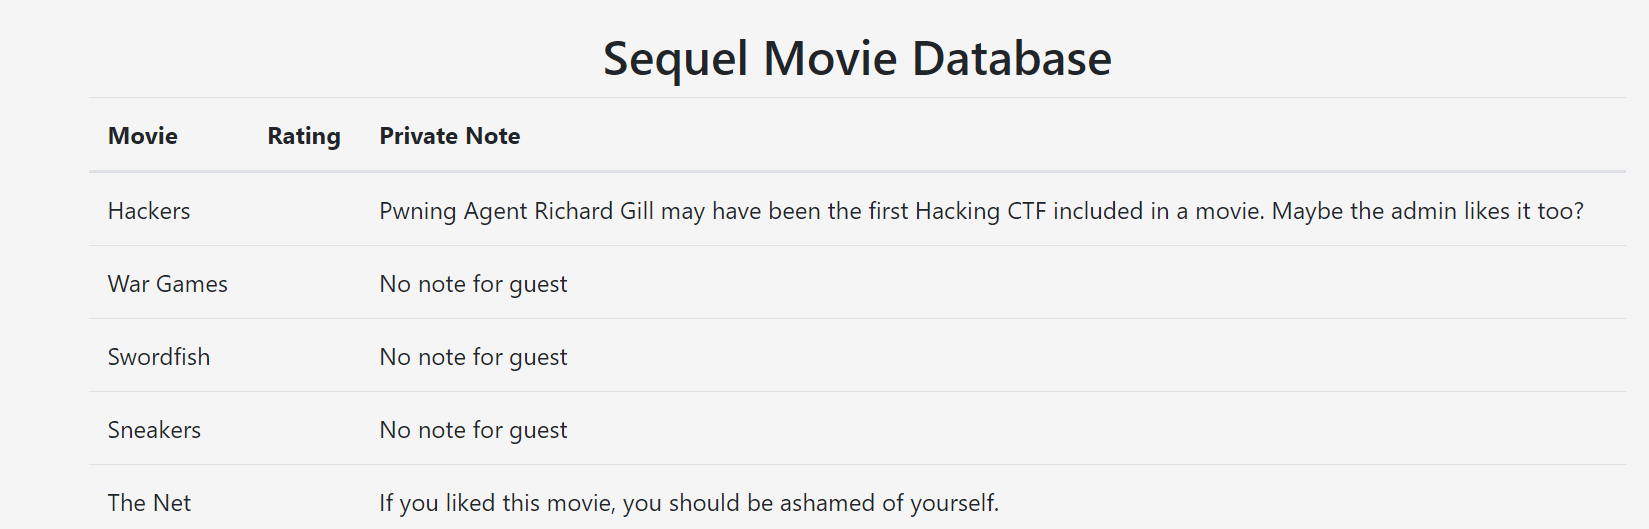 Sequel Movie Database
Movie Rating Private Note
Hackers Pwning Agent Richard Gill may have been the first Hacking CTF included in a movie. Maybe the admin likes it too?
War Games No note for guest
Swordfish No note for guest
Sneakers No note for guest
The Net If you liked this movie, you should be ashamed of yourself.